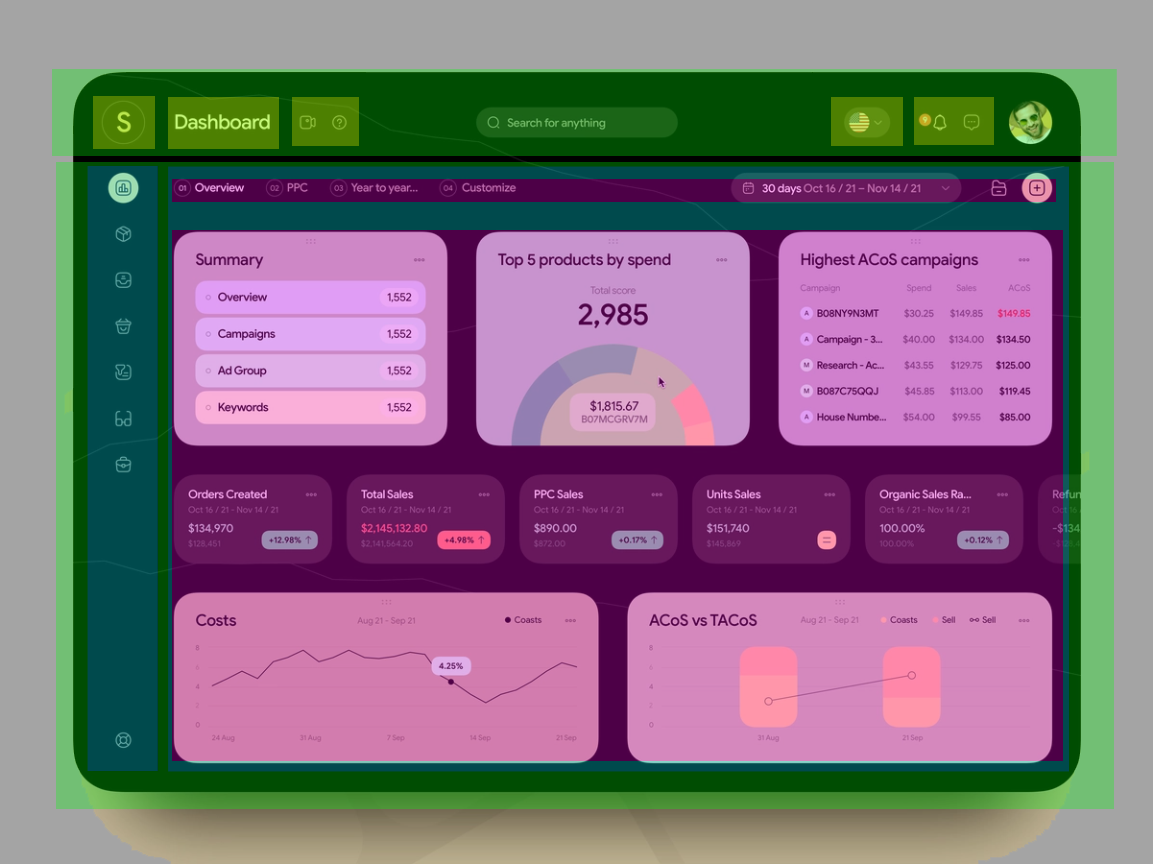 S Dashboard Search for anything
01 Overview 02 PPC 03 Year to year... 04 Customize 30 days Oct 16 / 21 – Nov 14 / 21
Summary
Overview 1,552
Campaigns 1,552
Ad Group 1,552
Keywords 1,552
Top 5 products by spend
Total score
2,985
$1,815.67
B07MCGRV7M
Highest ACoS campaigns
Campaign Spend Sales ACoS
A B08NY9N3MT $30.25 $149.85 $149.85
A Campaign - 3... $40.00 $134.00 $134.50
M Research - Ac... $43.55 $129.75 $125.00
M B087C75QQJ $45.85 $113.00 $119.45
A House Numbe... $54.00 $99.55 $85.00
Orders Created
Oct 16 / 21 - Nov 14 / 21
$134,970
$128,451 +12.98% ↑
Total Sales
Oct 16 / 21 - Nov 14 / 21
$2,145,132.80
$2,141,564.20 +4.98% ↑
PPC Sales
Oct 16 / 21 - Nov 14 / 21
$890.00
$872.00 +0.17% ↑
Units Sales
Oct 16 / 21 - Nov 14 / 21
$151,740
$145,869
Organic Sales Ra...
Oct 16 / 21 - Nov 14 / 21
100.00%
100.00% +0.12% ↑
Refun
Oct 16
-$134
Costs Aug 21 - Sep 21 Coasts
8
6
4
2
0
4.25%
24 Aug 31 Aug 7 Sep 14 Sep 21 Sep
ACoS vs TACoS Aug 21 - Sep 21 Coasts Sell Sell
8
6
4
2
0
31 Aug 21 Sep